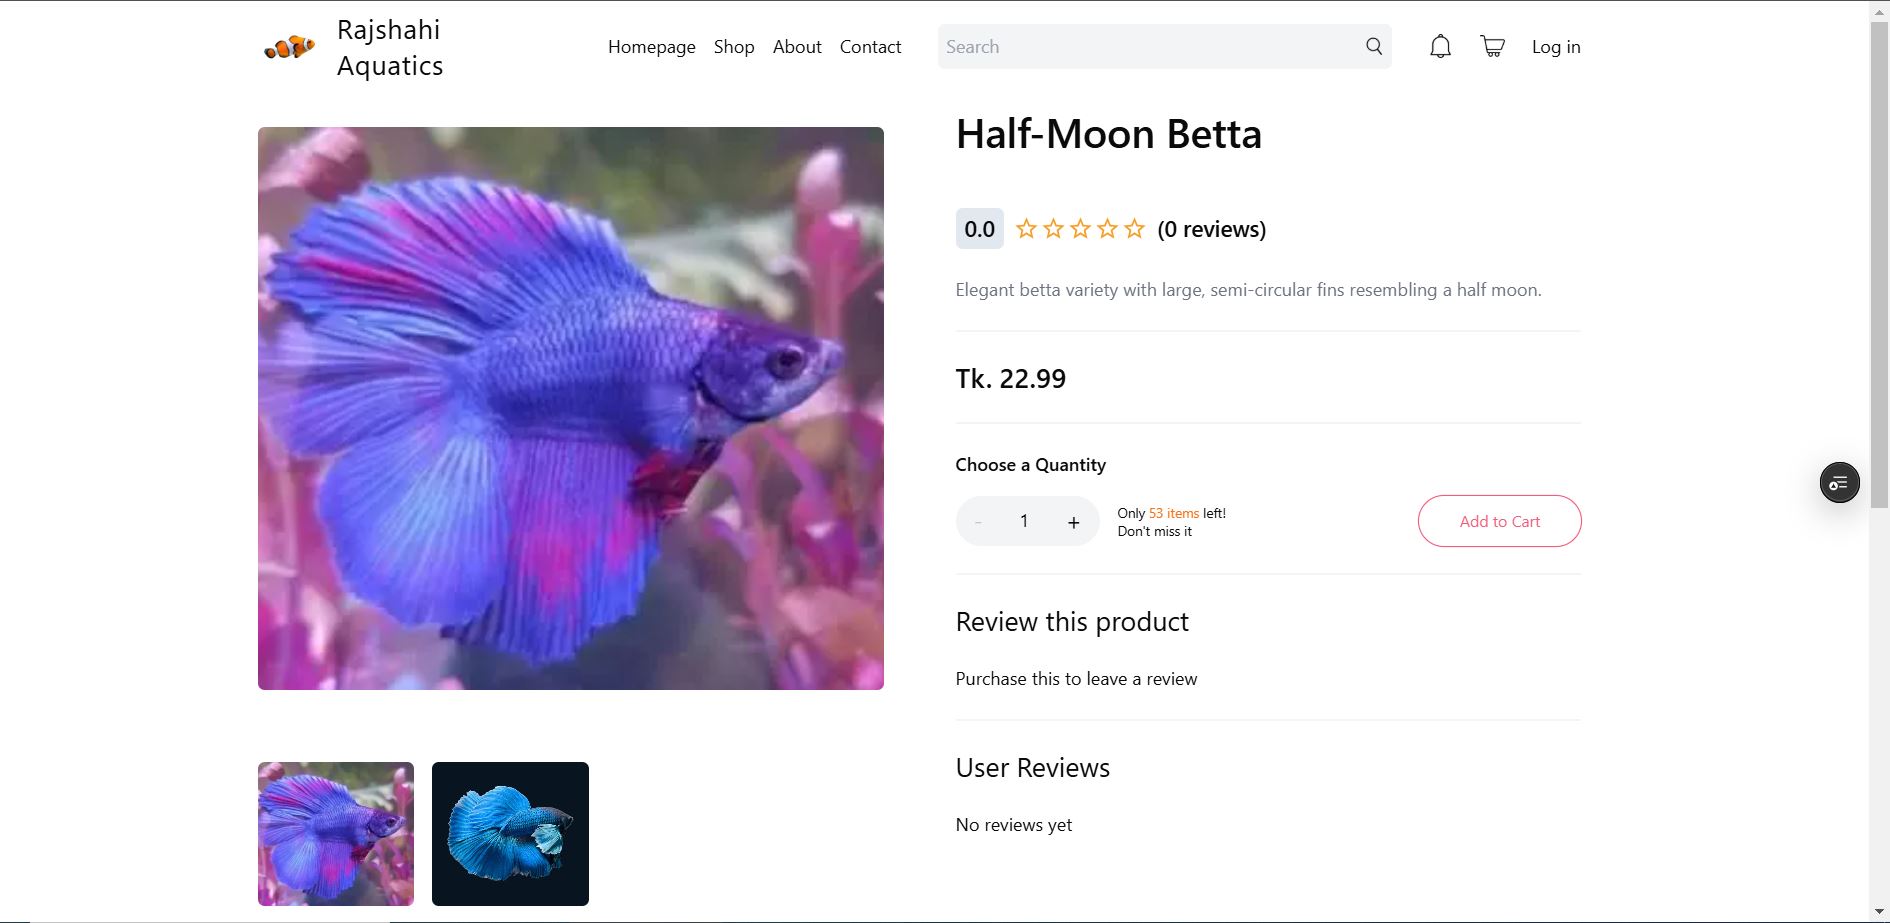 Rajshahi
Aquatics
Homepage Shop About Contact
Search
Log in
Half-Moon Betta
0.0 (0 reviews)
Elegant betta variety with large, semi-circular fins resembling a half moon.
Tk. 22.99
Choose a Quantity
- 1 +
Only 53 items left!
Don't miss it
Add to Cart
Review this product
Purchase this to leave a review
User Reviews
No reviews yet